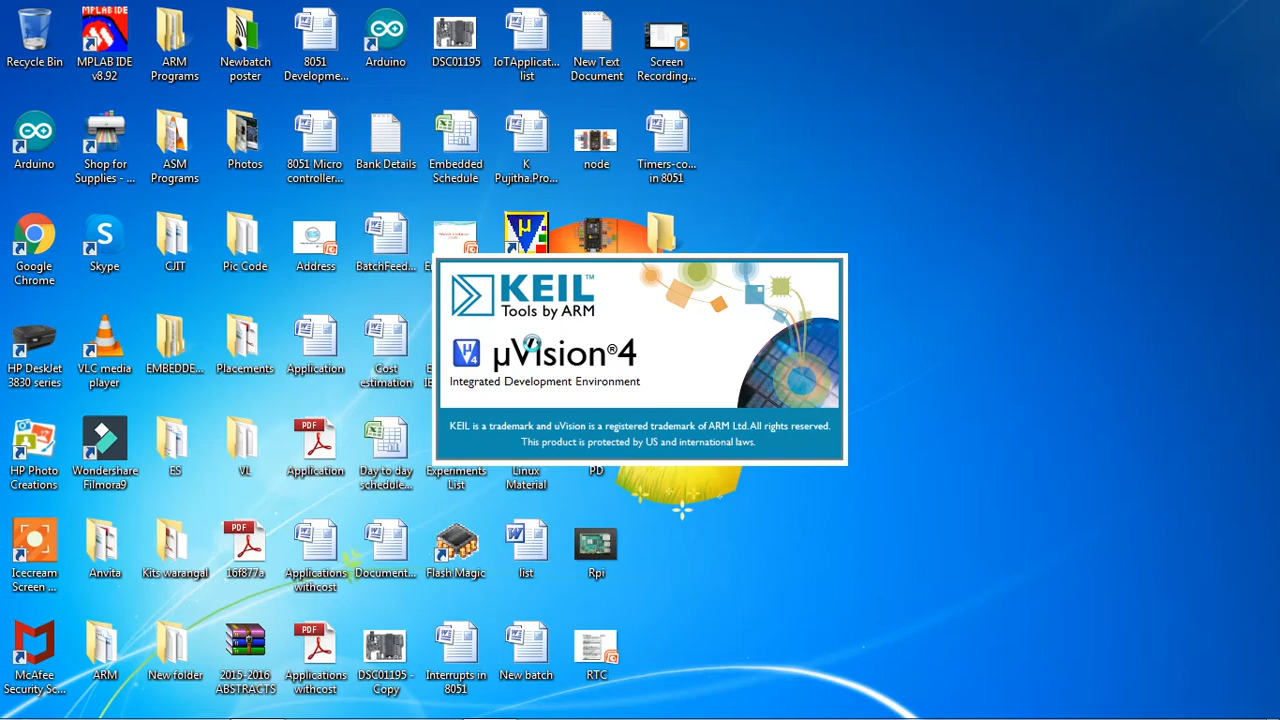 Recycle Bin
MPLAB IDE
v8.92
ARM
Programs
Newbatch
poster
8051
Developme...
Arduino
DSC01195
IoTApplicat...
list
New Text
Document
Screen
Recording...
Arduino
Shop for
Supplies - ...
ASM
Programs
Photos
8051 Micro
controller...
Bank Details
Embedded
Schedule
K
Pujitha.Pro...
node
Timers-co...
in 8051
Google
Chrome
Skype
CJIT
Pic Code
Address
BatchFeed...
HP DeskJet
3830 series
VLC media
player
EMBEDDE...
Placements
Application
Cost
estimation
KEIL™
Tools by ARM
µVision®4
Integrated Development Environment
KEIL is a trademark and uVision is a registered trademark of ARM Ltd.All rights reserved.
This product is protected by US and international laws.
HP Photo
Creations
Wondershare
Filmora9
ES
VL
PDF
Application
Day to day
schedule...
Experiments
List
Linux
Material
PD
Icecream
Screen ...
Anvita
Kits warangal
PDF
16f877a
Applications
withcost
Document...
Flash Magic
list
Rpi
McAfee
Security Sc...
ARM
New folder
2015-2016
ABSTRACTS
PDF
Applications
withcost
DSC01195 -
Copy
Interrupts in
8051
New batch
RTC